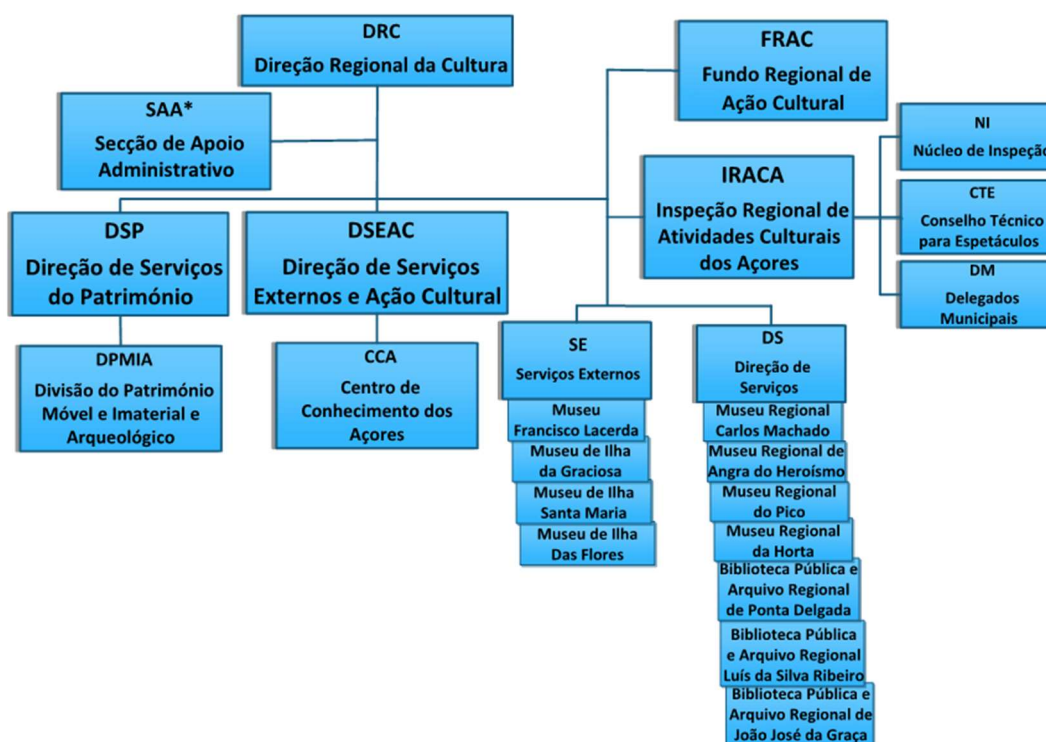 DRC
Direção Regional da Cultura
FRAC
Fundo Regional de
Ação Cultural
SAA*
Secção de Apoio
Administrativo
NI
Núcleo de Inspeção
IRACA
Inspeção Regional de
Atividades Culturais
dos Açores
CTE
Conselho Técnico
para Espetáculos
DM
Delegados
Municipais
DSP
Direção de Serviços
do Património
DSEAC
Direção de Serviços
Externos e Ação Cultural
DPMIA
Divisão do Património
Móvel e Imaterial e
Arqueológico
CCA
Centro de
Conhecimento dos
Açores
SE
Serviços Externos
Museu
Francisco Lacerda
Museu de Ilha
da Graciosa
Museu de Ilha
Santa Maria
Museu de Ilha
Das Flores
DS
Direção de
Serviços
Museu Regional
Carlos Machado
Museu Regional de
Angra do Heroísmo
Museu Regional
do Pico
Museu Regional
da Horta
Biblioteca Pública e
Arquivo Regional
de Ponta Delgada
Biblioteca Pública
e Arquivo Regional
Luís da Silva Ribeiro
Biblioteca Pública e
Arquivo Regional de
João José da Graça